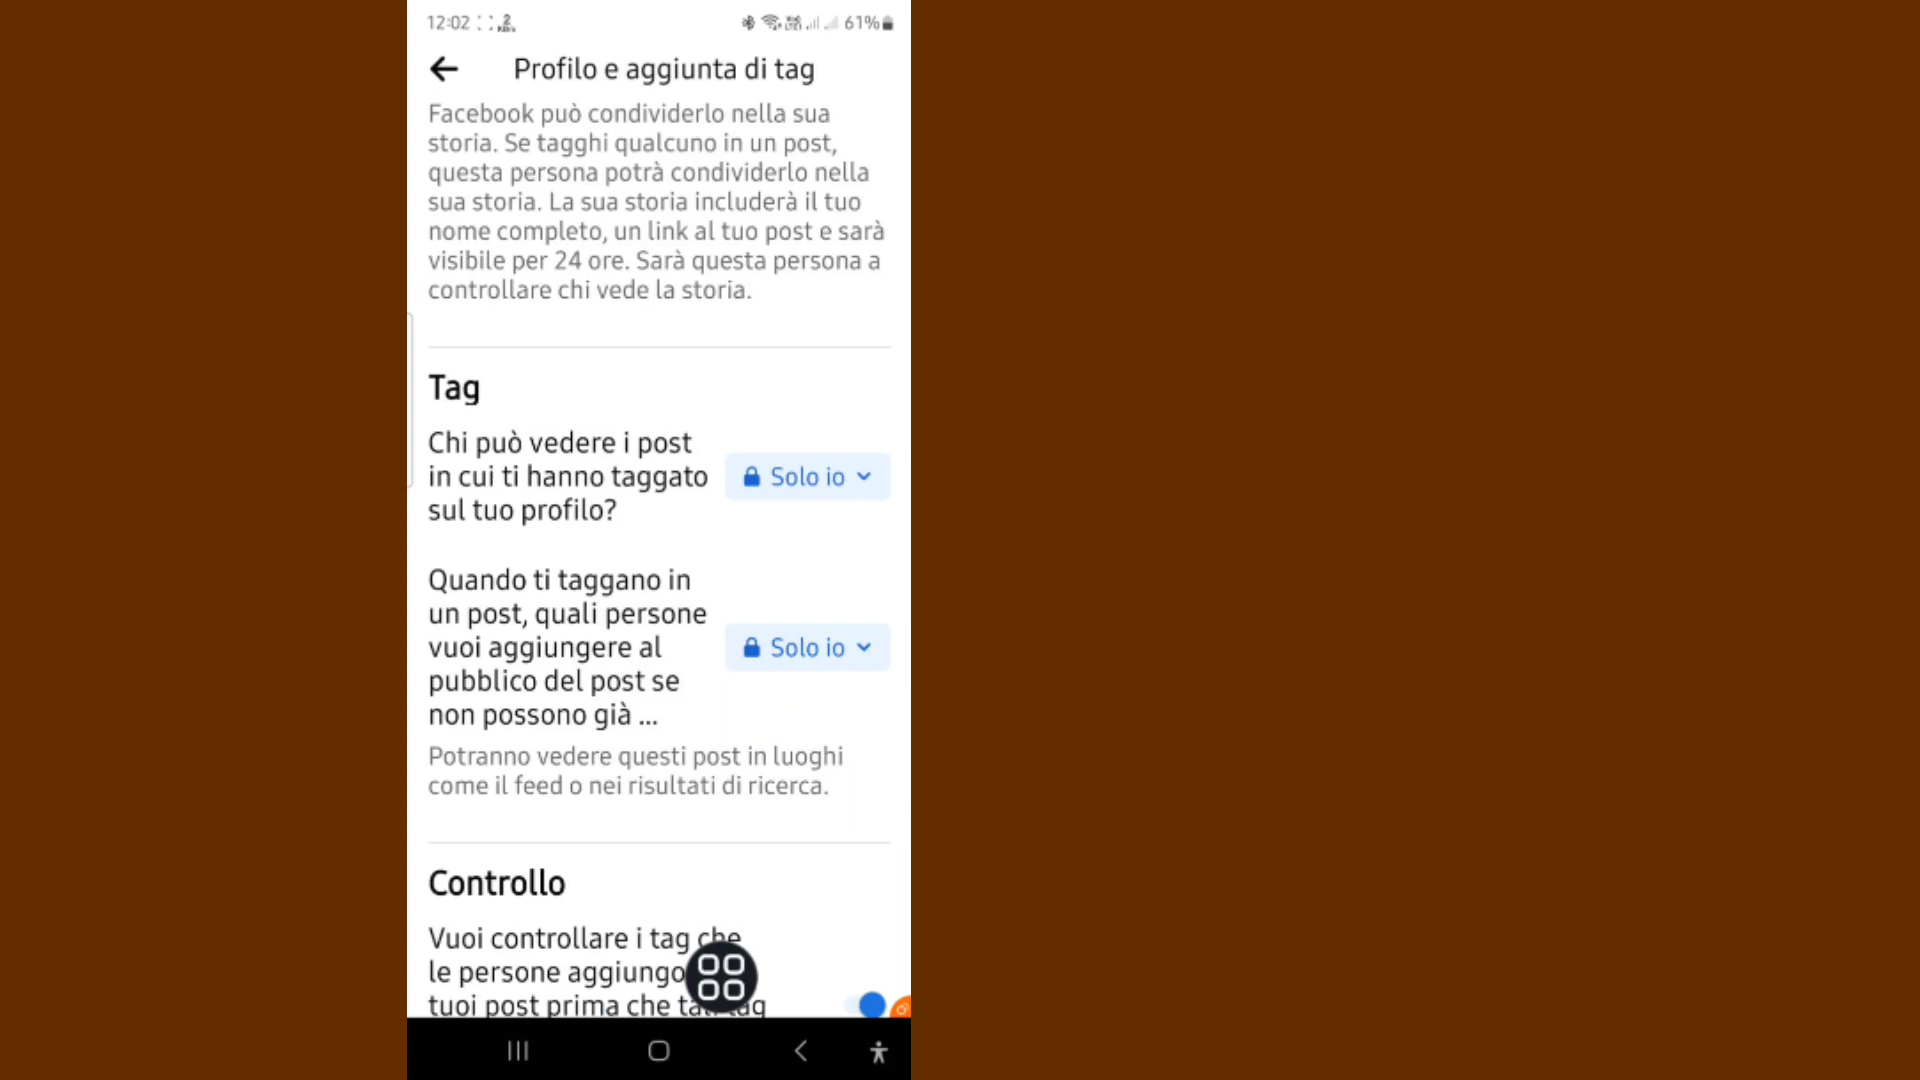 12:02
2
61%
Profilo e aggiunta di tag
Facebook può condividerlo nella sua
storia. Se tagghi qualcuno in un post,
questa persona potrà condividerlo nella
sua storia. La sua storia includerà il tuo
nome completo, un link al tuo post e sarà
visibile per 24 ore. Sarà questa persona a
controllare chi vede la storia.
Tag
Chi può vedere i post
in cui ti hanno taggato
sul tuo profilo?
Solo io
Quando ti taggano in
un post, quali persone
vuoi aggiungere al
pubblico del post se
non possono già ...
Solo io
Potranno vedere questi post in luoghi
come il feed o nei risultati di ricerca.
Controllo
Vuoi controllare i tag che
le persone aggiungo
tuoi post prima che tali tag